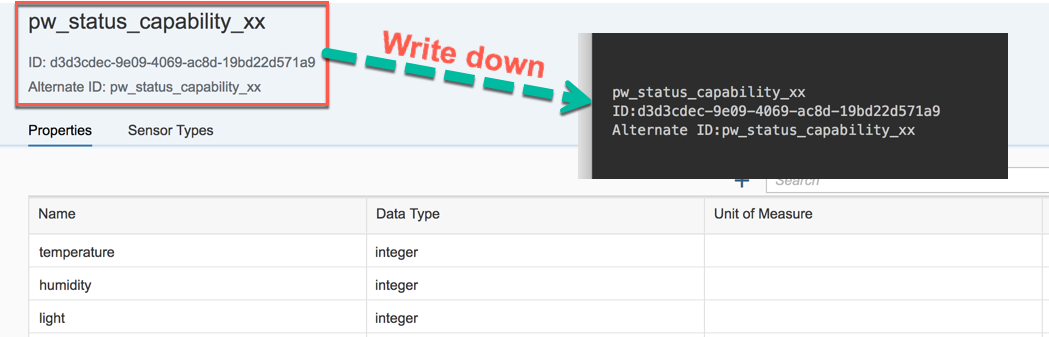 pw_status_capability_xx
ID: d3d3cdec-9e09-4069-ac8d-19bd22d571a9
Alternate ID: pw_status_capability_xx
Write down
pw_status_capability_xx
ID:d3d3cdec-9e09-4069-ac8d-19bd22d571a9
Alternate ID:pw_status_capability_xx
Properties Sensor Types
Search
Name Data Type Unit of Measure
temperature integer
humidity integer
light integer